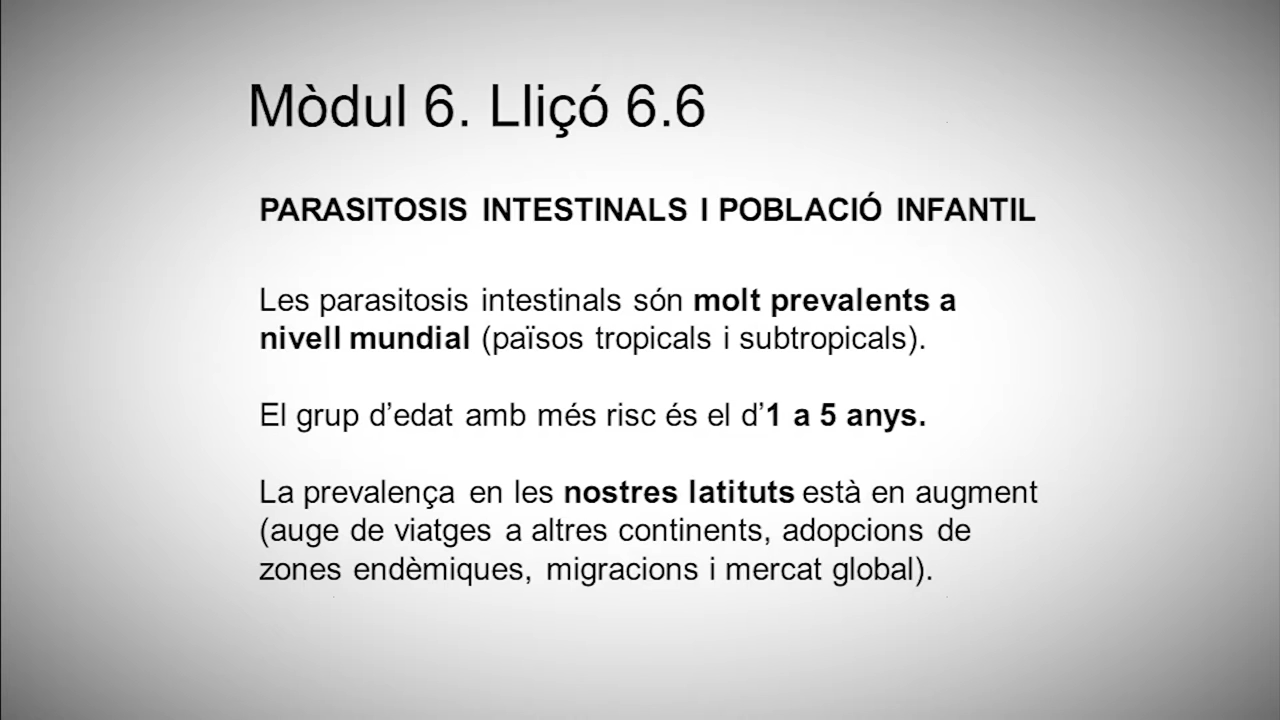 Mòdul 6. Lliçó 6.6
PARASITOSIS INTESTINALS I POBLACIÓ INFANTIL
Les parasitosis intestinals són molt prevalents a
nivell mundial (països tropicals i subtropicals).
El grup d’edat amb més risc és el d’1 a 5 anys.
La prevalença en les nostres latituts està en augment
(auge de viatges a altres continents, adopcions de
zones endèmiques, migracions i mercat global).